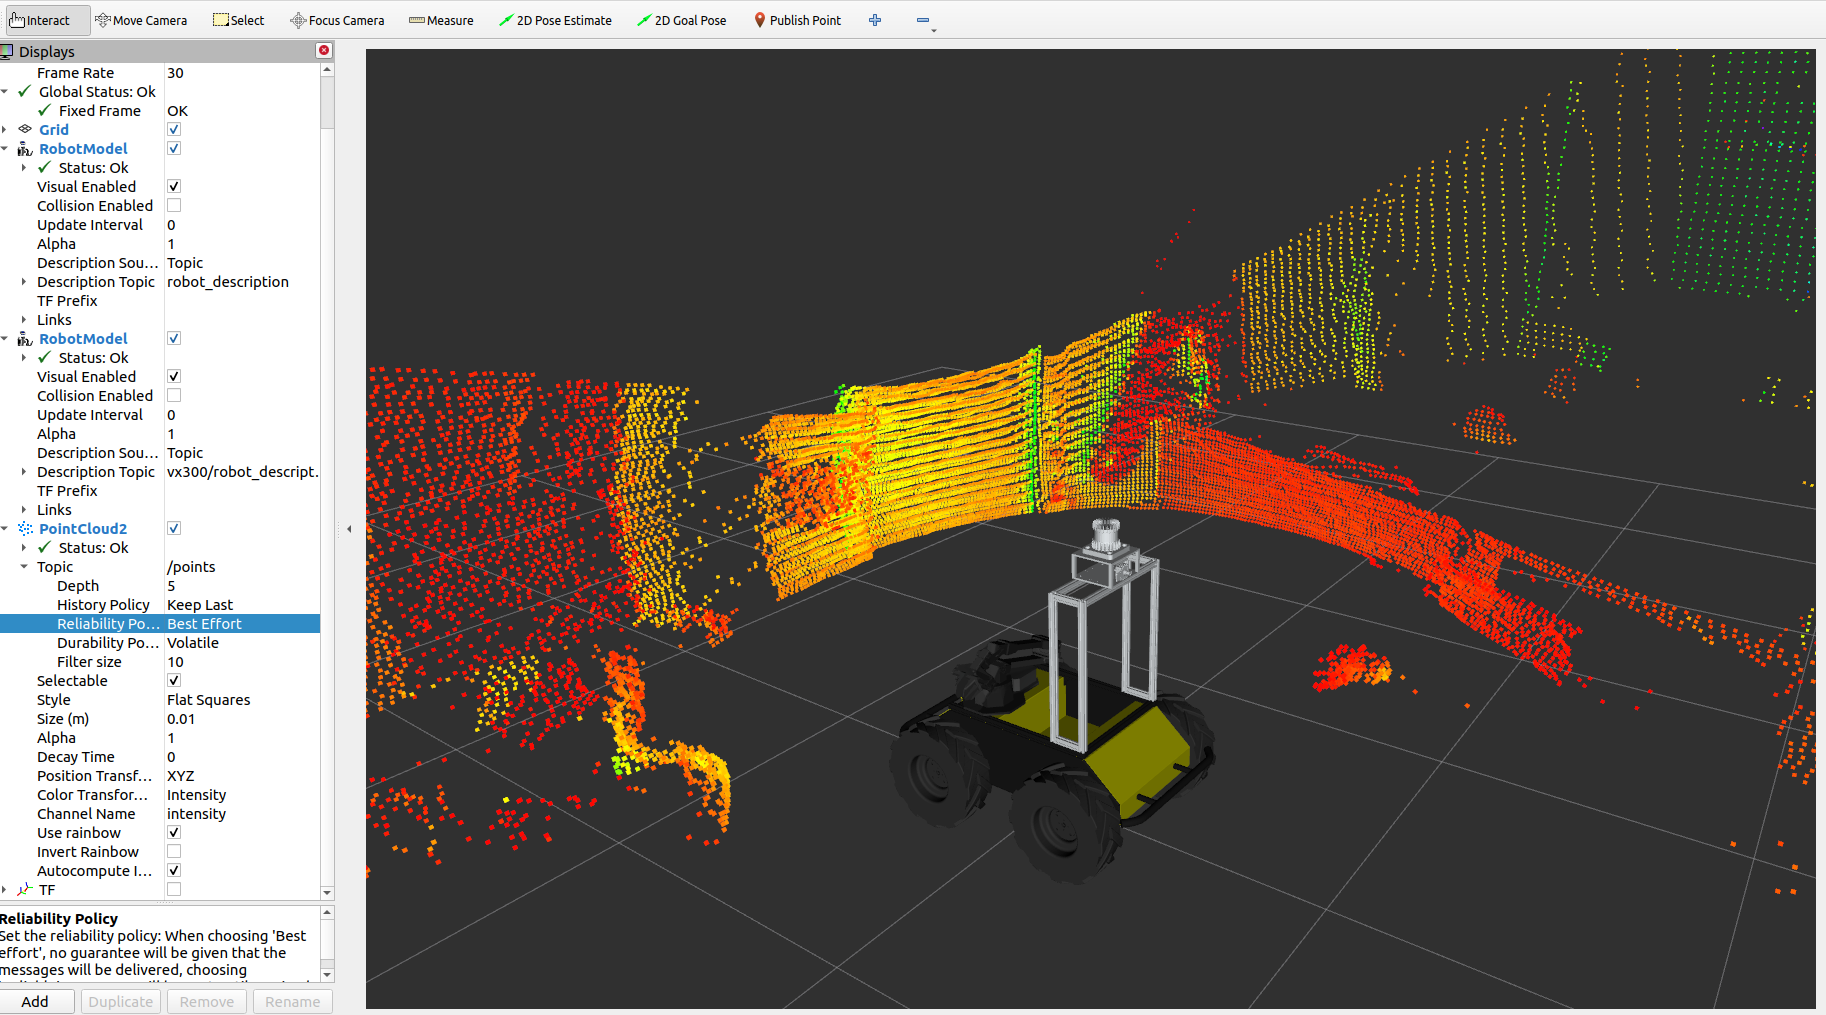 Interact Move Camera Select Focus Camera Measure 2D Pose Estimate 2D Goal Pose Publish Point
Displays
Frame Rate 30
Global Status: Ok
Fixed Frame OK
Grid
RobotModel
Status: Ok
Visual Enabled
Collision Enabled
Update Interval 0
Alpha 1
Description Sou... Topic
Description Topic robot_description
TF Prefix
Links
RobotModel
Status: Ok
Visual Enabled
Collision Enabled
Update Interval 0
Alpha 1
Description Sou... Topic
Description Topic vx300/robot_descript.
TF Prefix
Links
PointCloud2
Status: Ok
Topic /points
Depth 5
History Policy Keep Last
Reliability Po... Best Effort
Durability Po... Volatile
Filter size 10
Selectable
Style Flat Squares
Size (m) 0.01
Alpha 1
Decay Time 0
Position Transf... XYZ
Color Transfor... Intensity
Channel Name intensity
Use rainbow
Invert Rainbow
Autocompute I...
TF
Reliability Policy
Set the reliability policy: When choosing 'Best
effort', no guarantee will be given that the
messages will be delivered, choosing
Add Duplicate Remove Rename